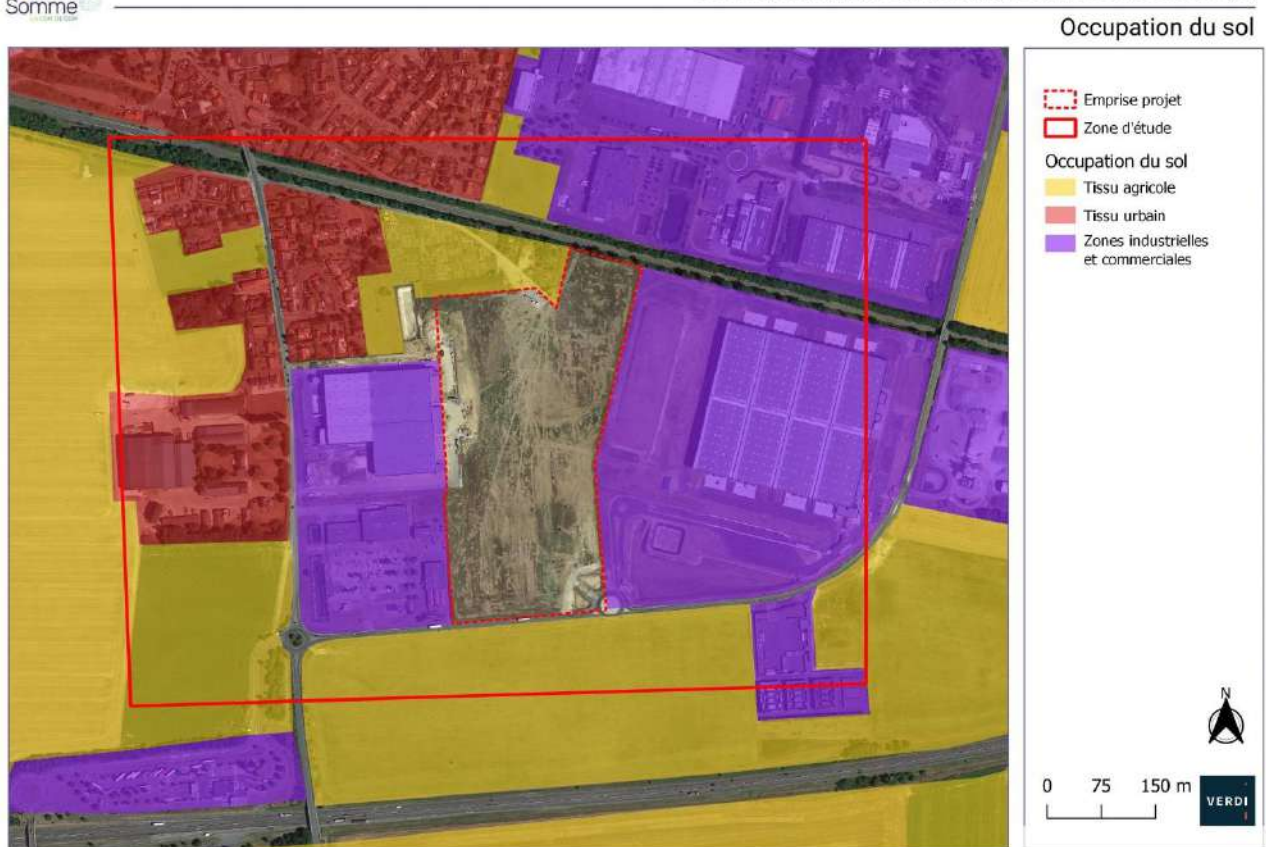 Somme
Occupation du sol
Emprise projet
Zone d'étude
Occupation du sol
Tissu agricole
Tissu urbain
Zones industrielles
et commerciales
N
0 75 150 m
VERDI